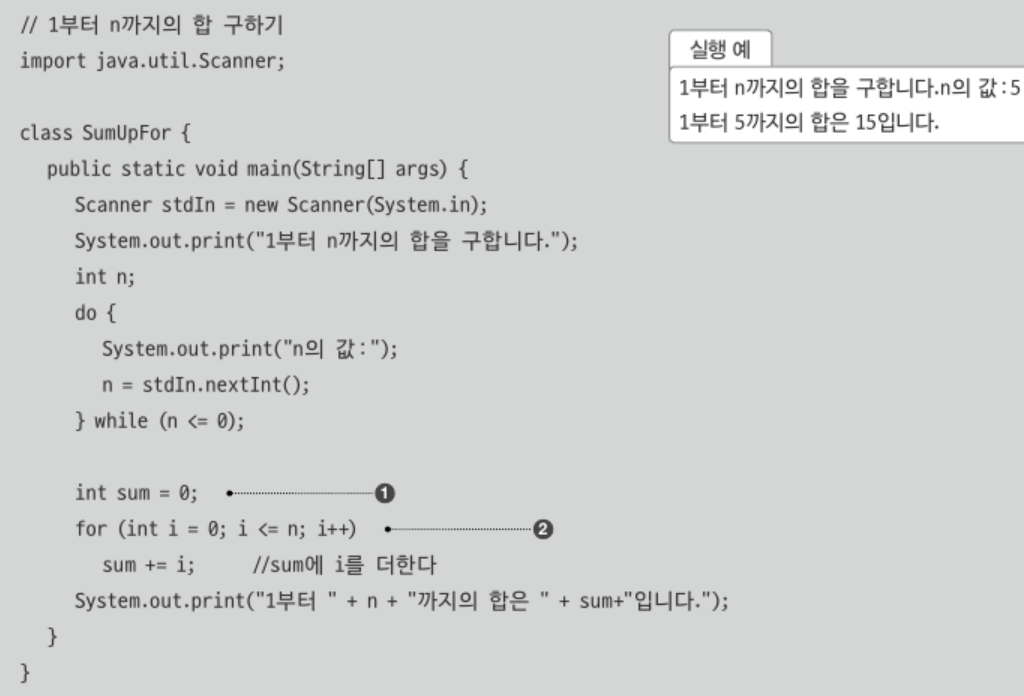 // 1부터 n까지의 합 구하기
import java.util.Scanner;
실행 예
1부터 n까지의 합을 구합니다.n의 값:5
1부터 5까지의 합은 15입니다.
class SumUpFor {
public static void main(String[] args) {
Scanner stdIn = new Scanner(System.in);
System.out.print("1부터 n까지의 합을 구합니다.");
int n;
do {
System.out.print("n의 값:");
n = stdIn.nextInt();
} while (n <= 0);
int sum = 0; ❶
for (int i = 0; i <= n; i++) ❷
sum += i; //sum에 i를 더한다
System.out.print("1부터 " + n + "까지의 합은 " + sum+"입니다.");
}
}